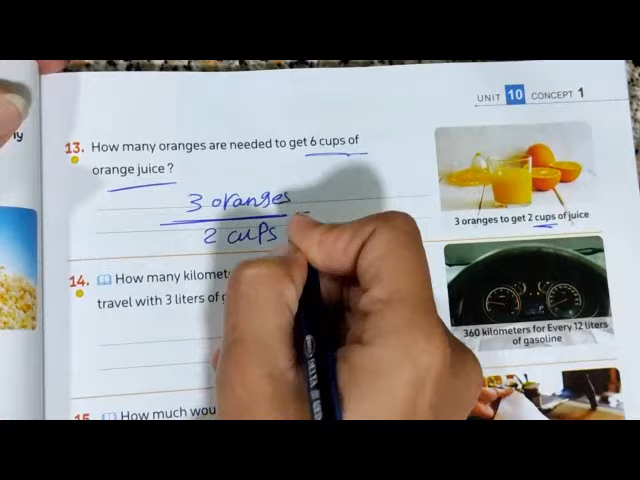 UNIT 10 CONCEPT 1
13. How many oranges are needed to get 6 cups of
orange juice ?
3 oranges
2 cups
3 oranges to get 2 cups of juice
14. How many
travel with 3 liters of
360 kilometers for Every 12 liters
of gasoline
15. How much